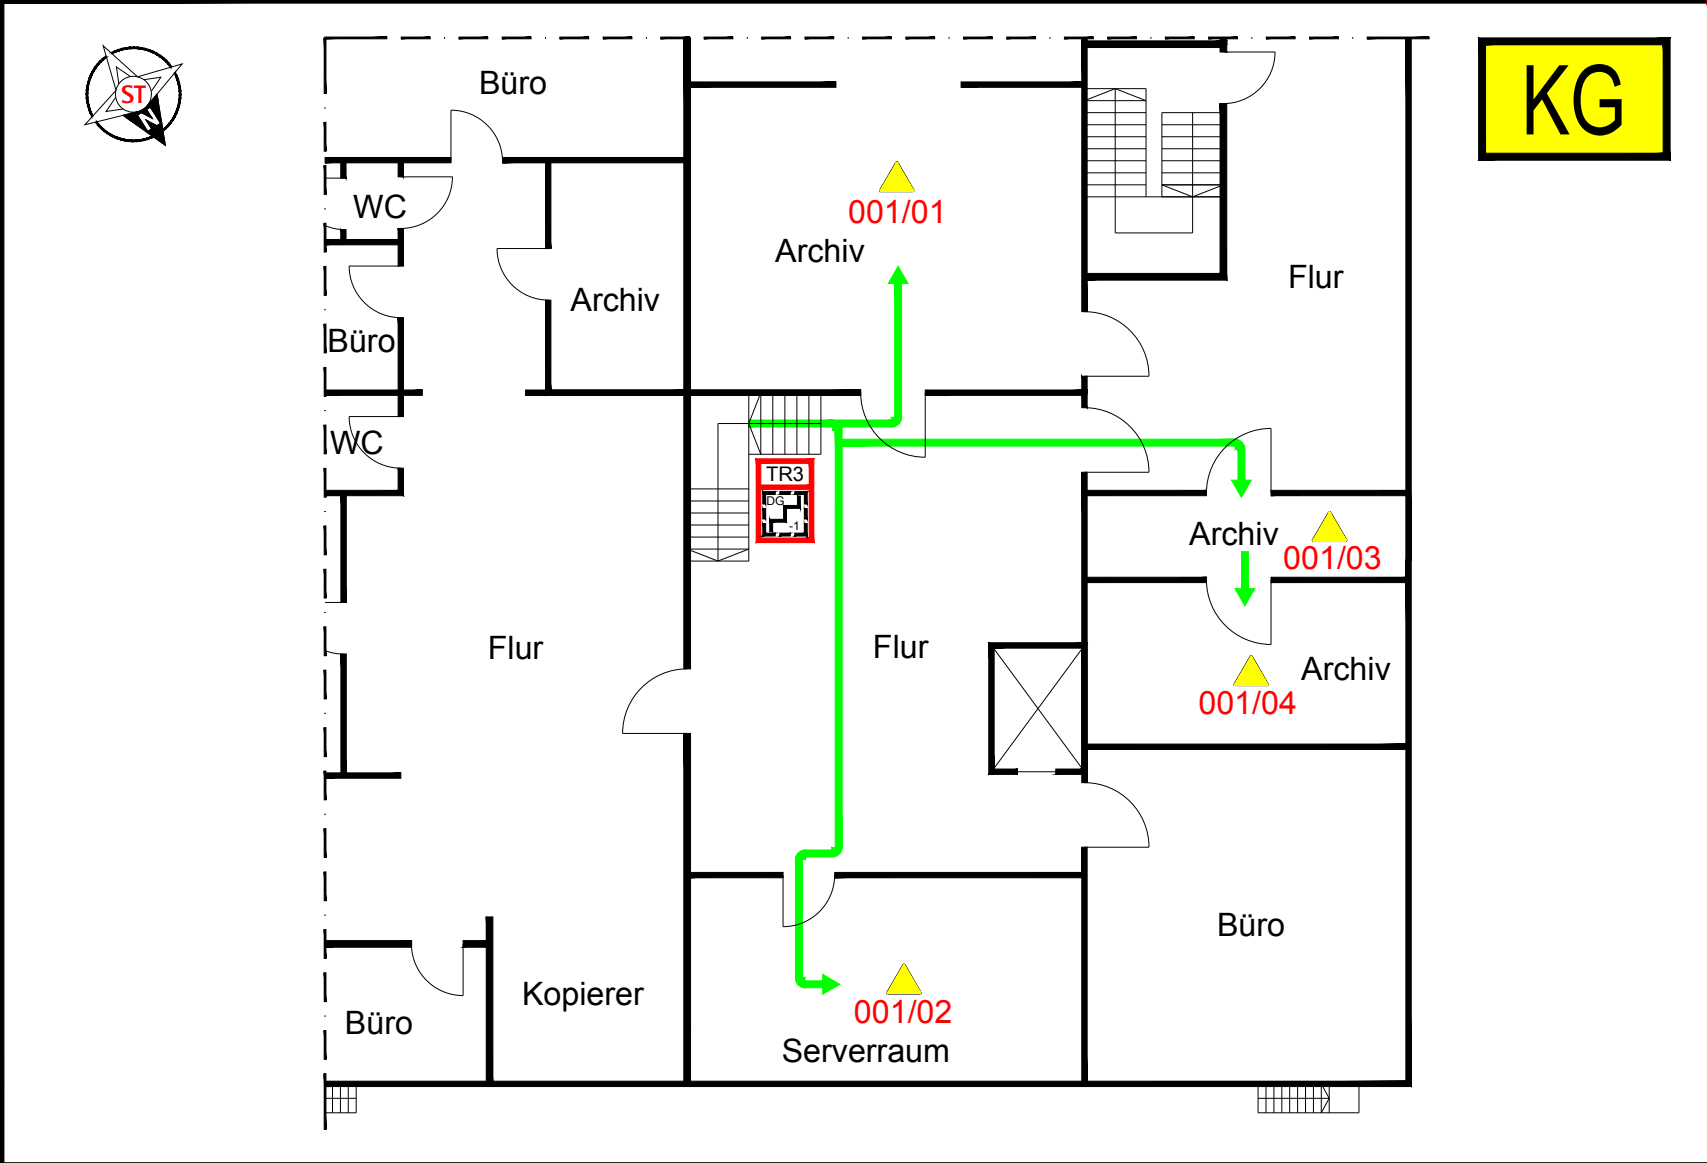 ST
N
KG
Büro
WC
001/01
Archiv
Flur
Archiv
Büro
WC
TR3
DG
-1
Archiv
001/03
Flur
Flur
Archiv
001/04
Büro
Kopierer
Büro
001/02
Serverraum